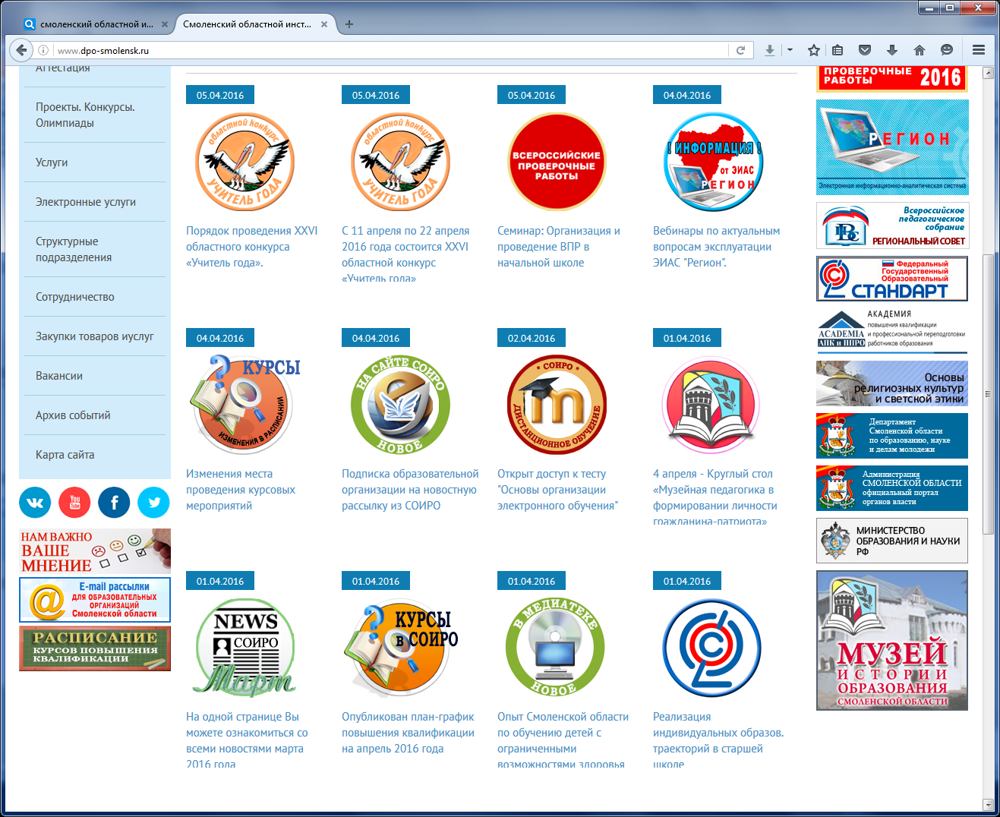 смоленский областной и...
Смоленский областной инст...
www.dpo-smolensk.ru
Аттестация
Проекты. Конкурсы.
Олимпиады
Услуги
Электронные услуги
Структурные
подразделения
Сотрудничество
Закупки товаров иуслуг
Вакансии
Архив событий
Карта сайта
You
Tube
НАМ ВАЖНО
ВАШЕ
МНЕНИЕ
E-mail рассылки
ДЛЯ ОБРАЗОВАТЕЛЬНЫХ
ОРГАНИЗАЦИЙ
Смоленской области
РАСПИСАНИЕ
КУРСОВ ПОВЫШЕНИЯ
КВАЛИФИКАЦИИ
05.04.2016
областной конкурс
УЧИТЕЛЬ ГОДА
Порядок проведения XXVI
областного конкурса
«Учитель года».
05.04.2016
областной конкурс
УЧИТЕЛЬ ГОДА
С 11 апреля по 22 апреля
2016 года состоится XXVI
областной конкурс
«Учитель года»
05.04.2016
ВСЕРОССИЙСКИЕ
ПРОВЕРОЧНЫЕ
РАБОТЫ
Семинар: Организация и
проведение ВПР в
начальной школе
04.04.2016
! ИНФОРМАЦИЯ !
от ЭИАС
РЕГИОН
Вебинары по актуальным
вопросам эксплуатации
ЭИАС "Регион".
04.04.2016
КУРСЫ
ИЗМЕНЕНИЯ В РАСПИСАНИИ
Изменения места
проведения курсовых
мероприятий
04.04.2016
НА САЙТЕ СОИРО
НОВОЕ
Подписка образовательной
организации на новостную
рассылку из СОИРО
02.04.2016
* СОИРО *
m
ДИСТАНЦИОННОЕ ОБУЧЕНИЕ
Открыт доступ к тесту
"Основы организации
электронного обучения"
01.04.2016
4 апреля - Круглый стол
«Музейная педагогика в
формировании личности
гражданина-патриота»
01.04.2016
NEWS
СОИРО
Март
На одной странице Вы
можете ознакомиться со
всеми новостями марта
2016 года
01.04.2016
КУРСЫ
в СОИРО
Опубликован план-график
повышения квалификации
на апрель 2016 года
01.04.2016
В МЕДИАТЕКЕ
НОВОЕ
Опыт Смоленской области
по обучению детей с
ограниченными
возможностями здоровья
01.04.2016
Реализация
индивидуальных образов.
траекторий в старшей
школе
ПРОВЕРОЧНЫЕ
РАБОТЫ
2016
РЕГИОН
Электронная информационно-аналитическая система
Всероссийское
педагогическое
собрание
РЕГИОНАЛЬНЫЙ СОВЕТ
Федеральный
Государственный
Образовательный
СТАНДАРТ
АКАДЕМИЯ
повышения квалификации
и профессиональной переподготовки
работников образования
ACADEMIA
АПК и ППРО
Основы
религиозных культур
и светской этики
Департамент
Смоленской области
по образованию, науке
и делам молодежи
Администрация
СМОЛЕНСКОЙ ОБЛАСТИ
официальный портал
органов власти
МИНИСТЕРСТВО
ОБРАЗОВАНИЯ И НАУКИ
РФ
МУЗЕЙ
ИСТОРИИ
ОБРАЗОВАНИЯ
СМОЛЕНСКОЙ ОБЛАСТИ